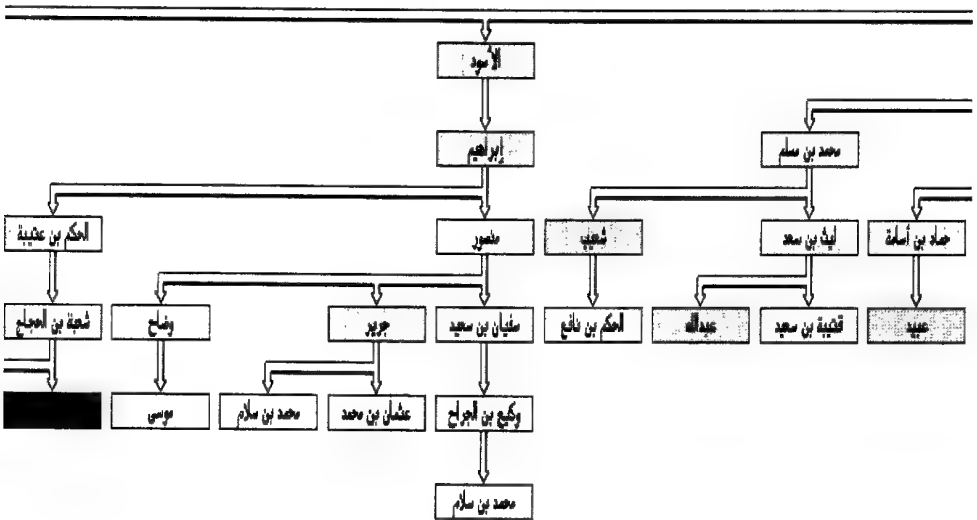 الأسود
إبراهيم
محمد بن مسلم
حماد بن أسامة
ليث بن سعد
شعيب
منصور
الحكم بن عتيبة
عبيد
قتيبة بن سعيد
عبدالله
الحكم بن نافع
سفيان بن سعيد
جرير
وضاح
شعبة بن الحجاج
وكيع بن الجراح
عثمان بن محمد
محمد بن سلام
موسى
محمد بن سلام